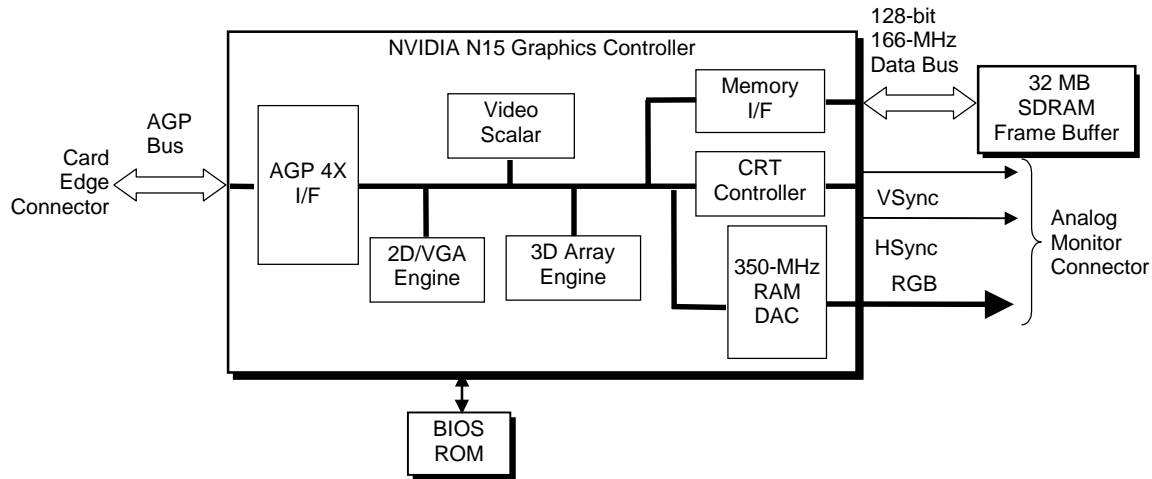 128-bit
166-MHz
Data Bus
NVIDIA N15 Graphics Controller
Memory
I/F
32 MB
SDRAM
Frame Buffer
Video
Scalar
AGP
Bus
Card
Edge
Connector
AGP 4X
I/F
CRT
Controller
VSync
HSync
RGB
Analog
Monitor
Connector
2D/VGA
Engine
3D Array
Engine
350-MHz
RAM
DAC
BIOS
ROM